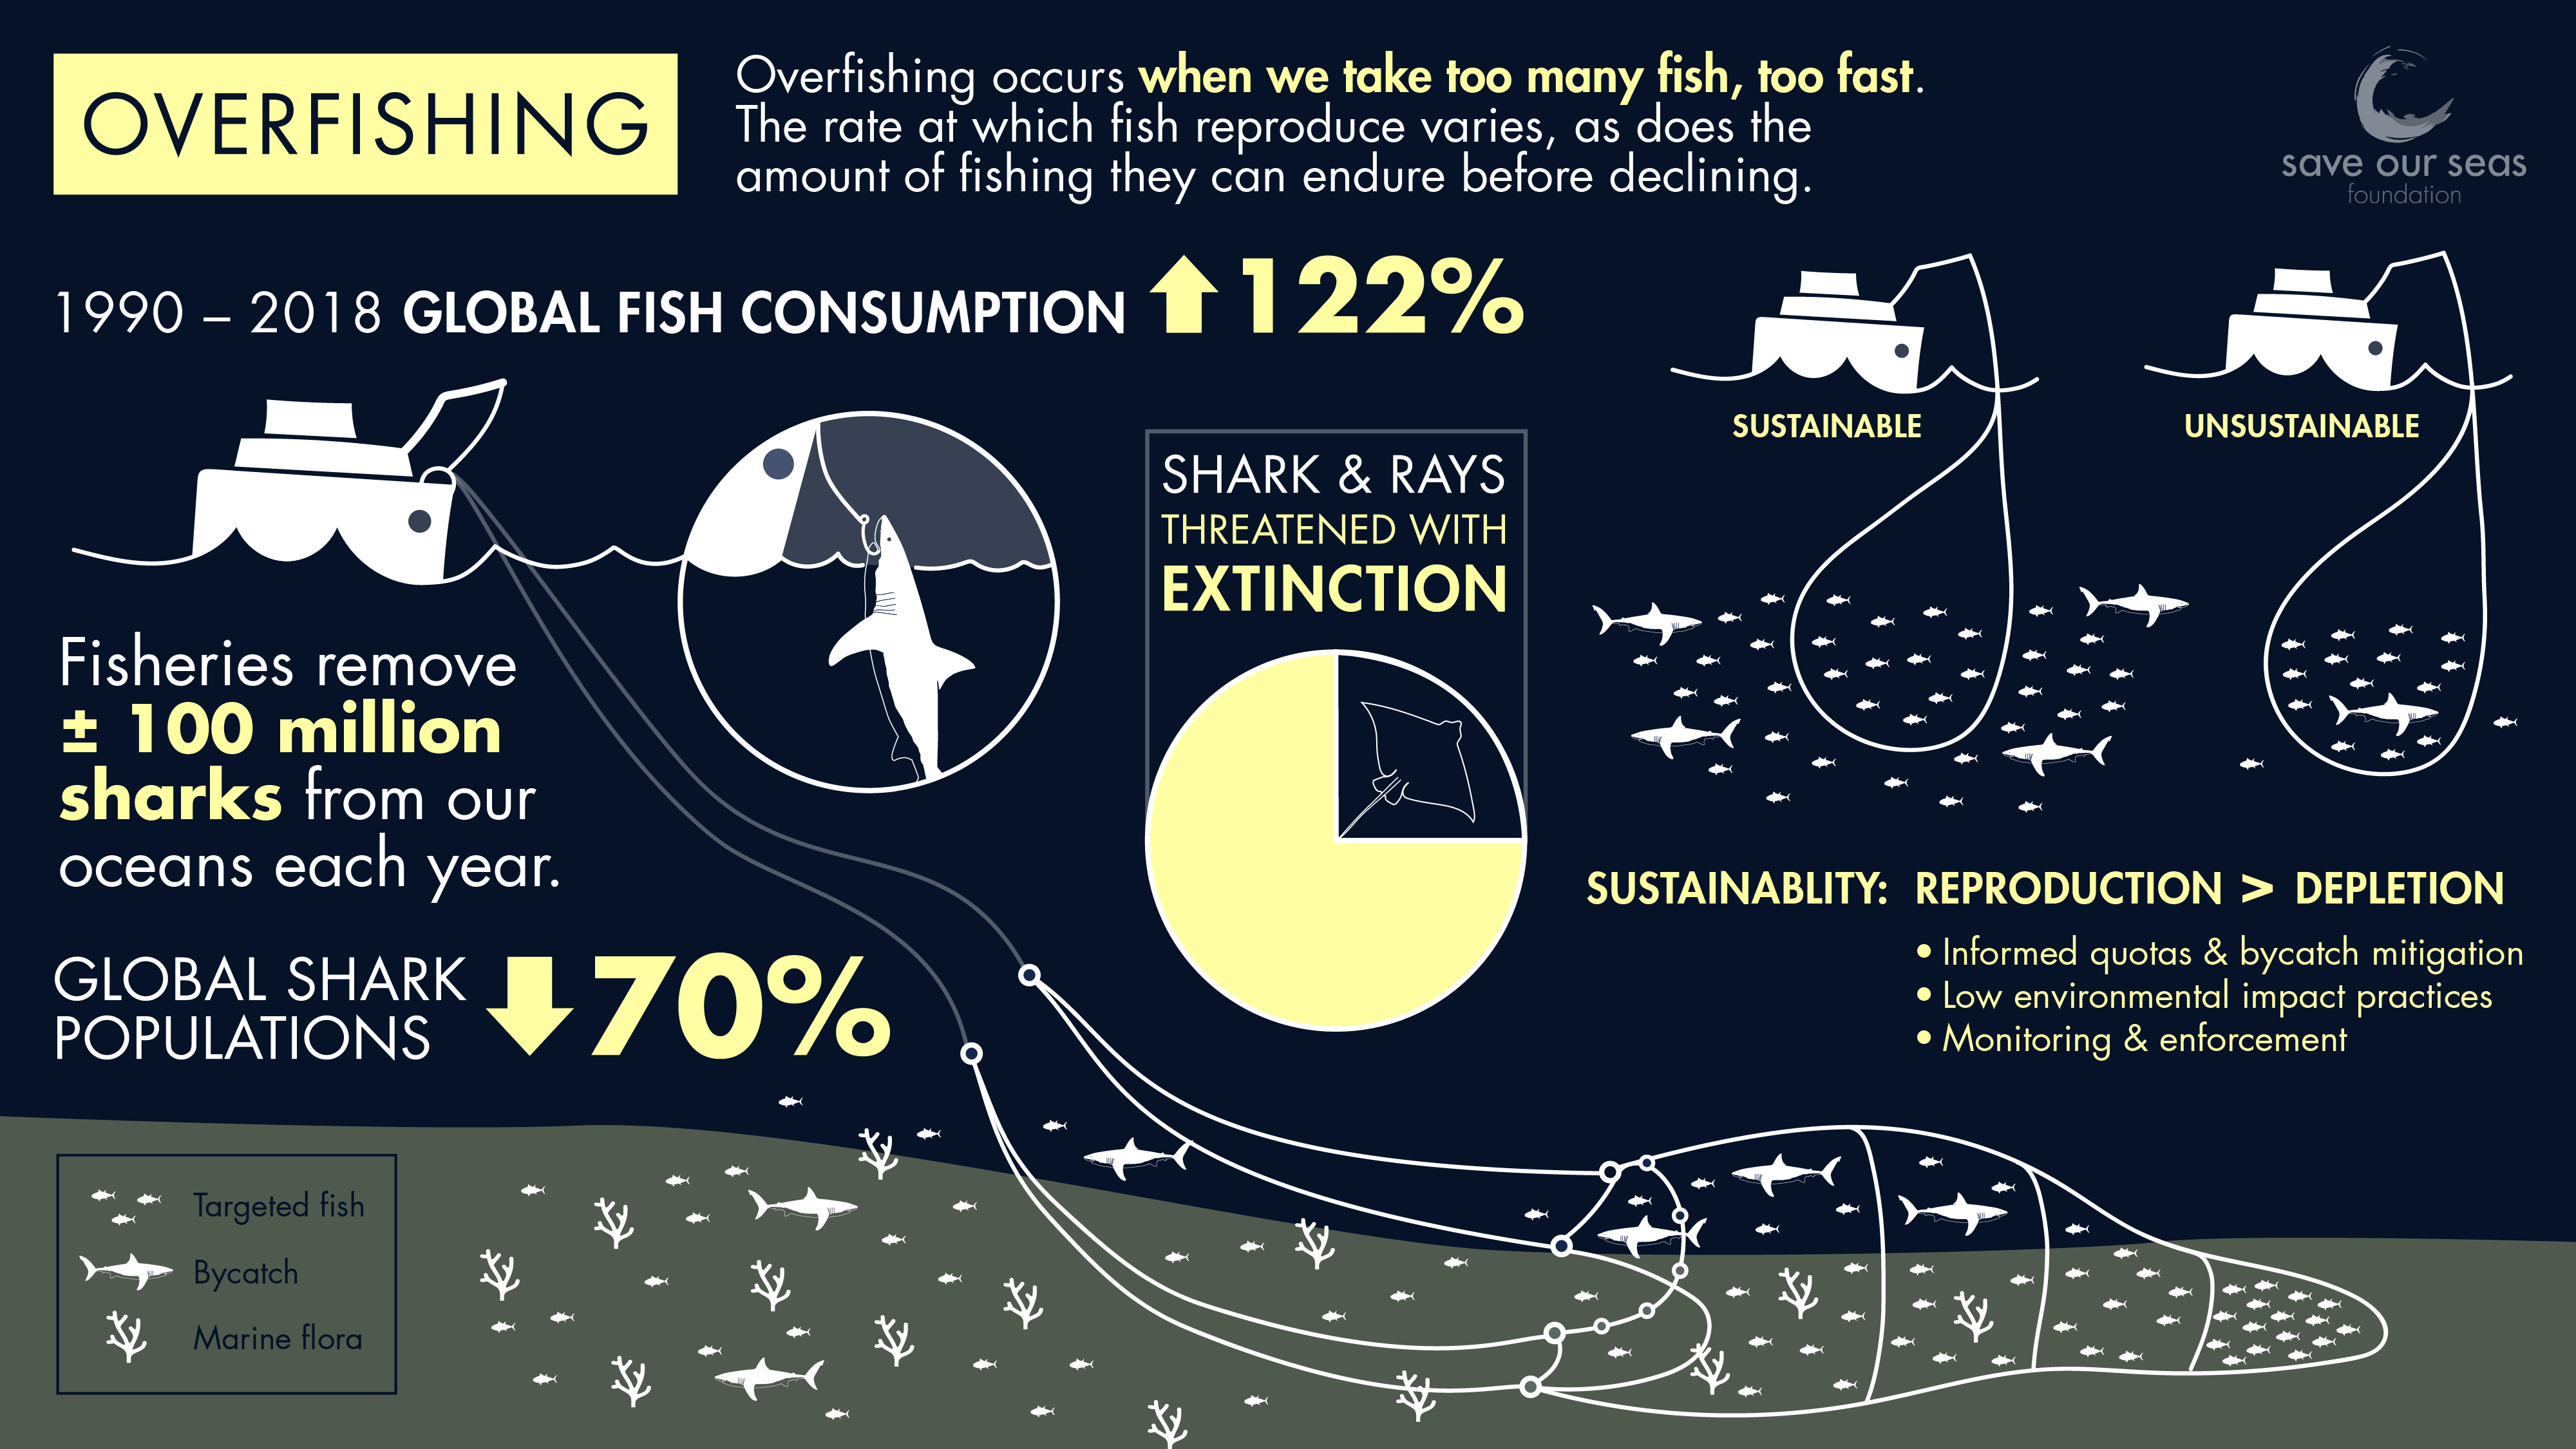 OVERFISHING
Overfishing occurs when we take too many fish, too fast.
The rate at which fish reproduce varies, as does the
amount of fishing they can endure before declining.
save our seas
foundation
1990 – 2018 GLOBAL FISH CONSUMPTION 122%
SUSTAINABLE
UNSUSTAINABLE
SHARK & RAYS
THREATENED WITH
EXTINCTION
Fisheries remove
± 100 million
sharks from our
oceans each year.
GLOBAL SHARK
POPULATIONS
70%
SUSTAINABLITY: REPRODUCTION > DEPLETION
• Informed quotas & bycatch mitigation
• Low environmental impact practices
• Monitoring & enforcement
Targeted fish
Bycatch
Marine flora